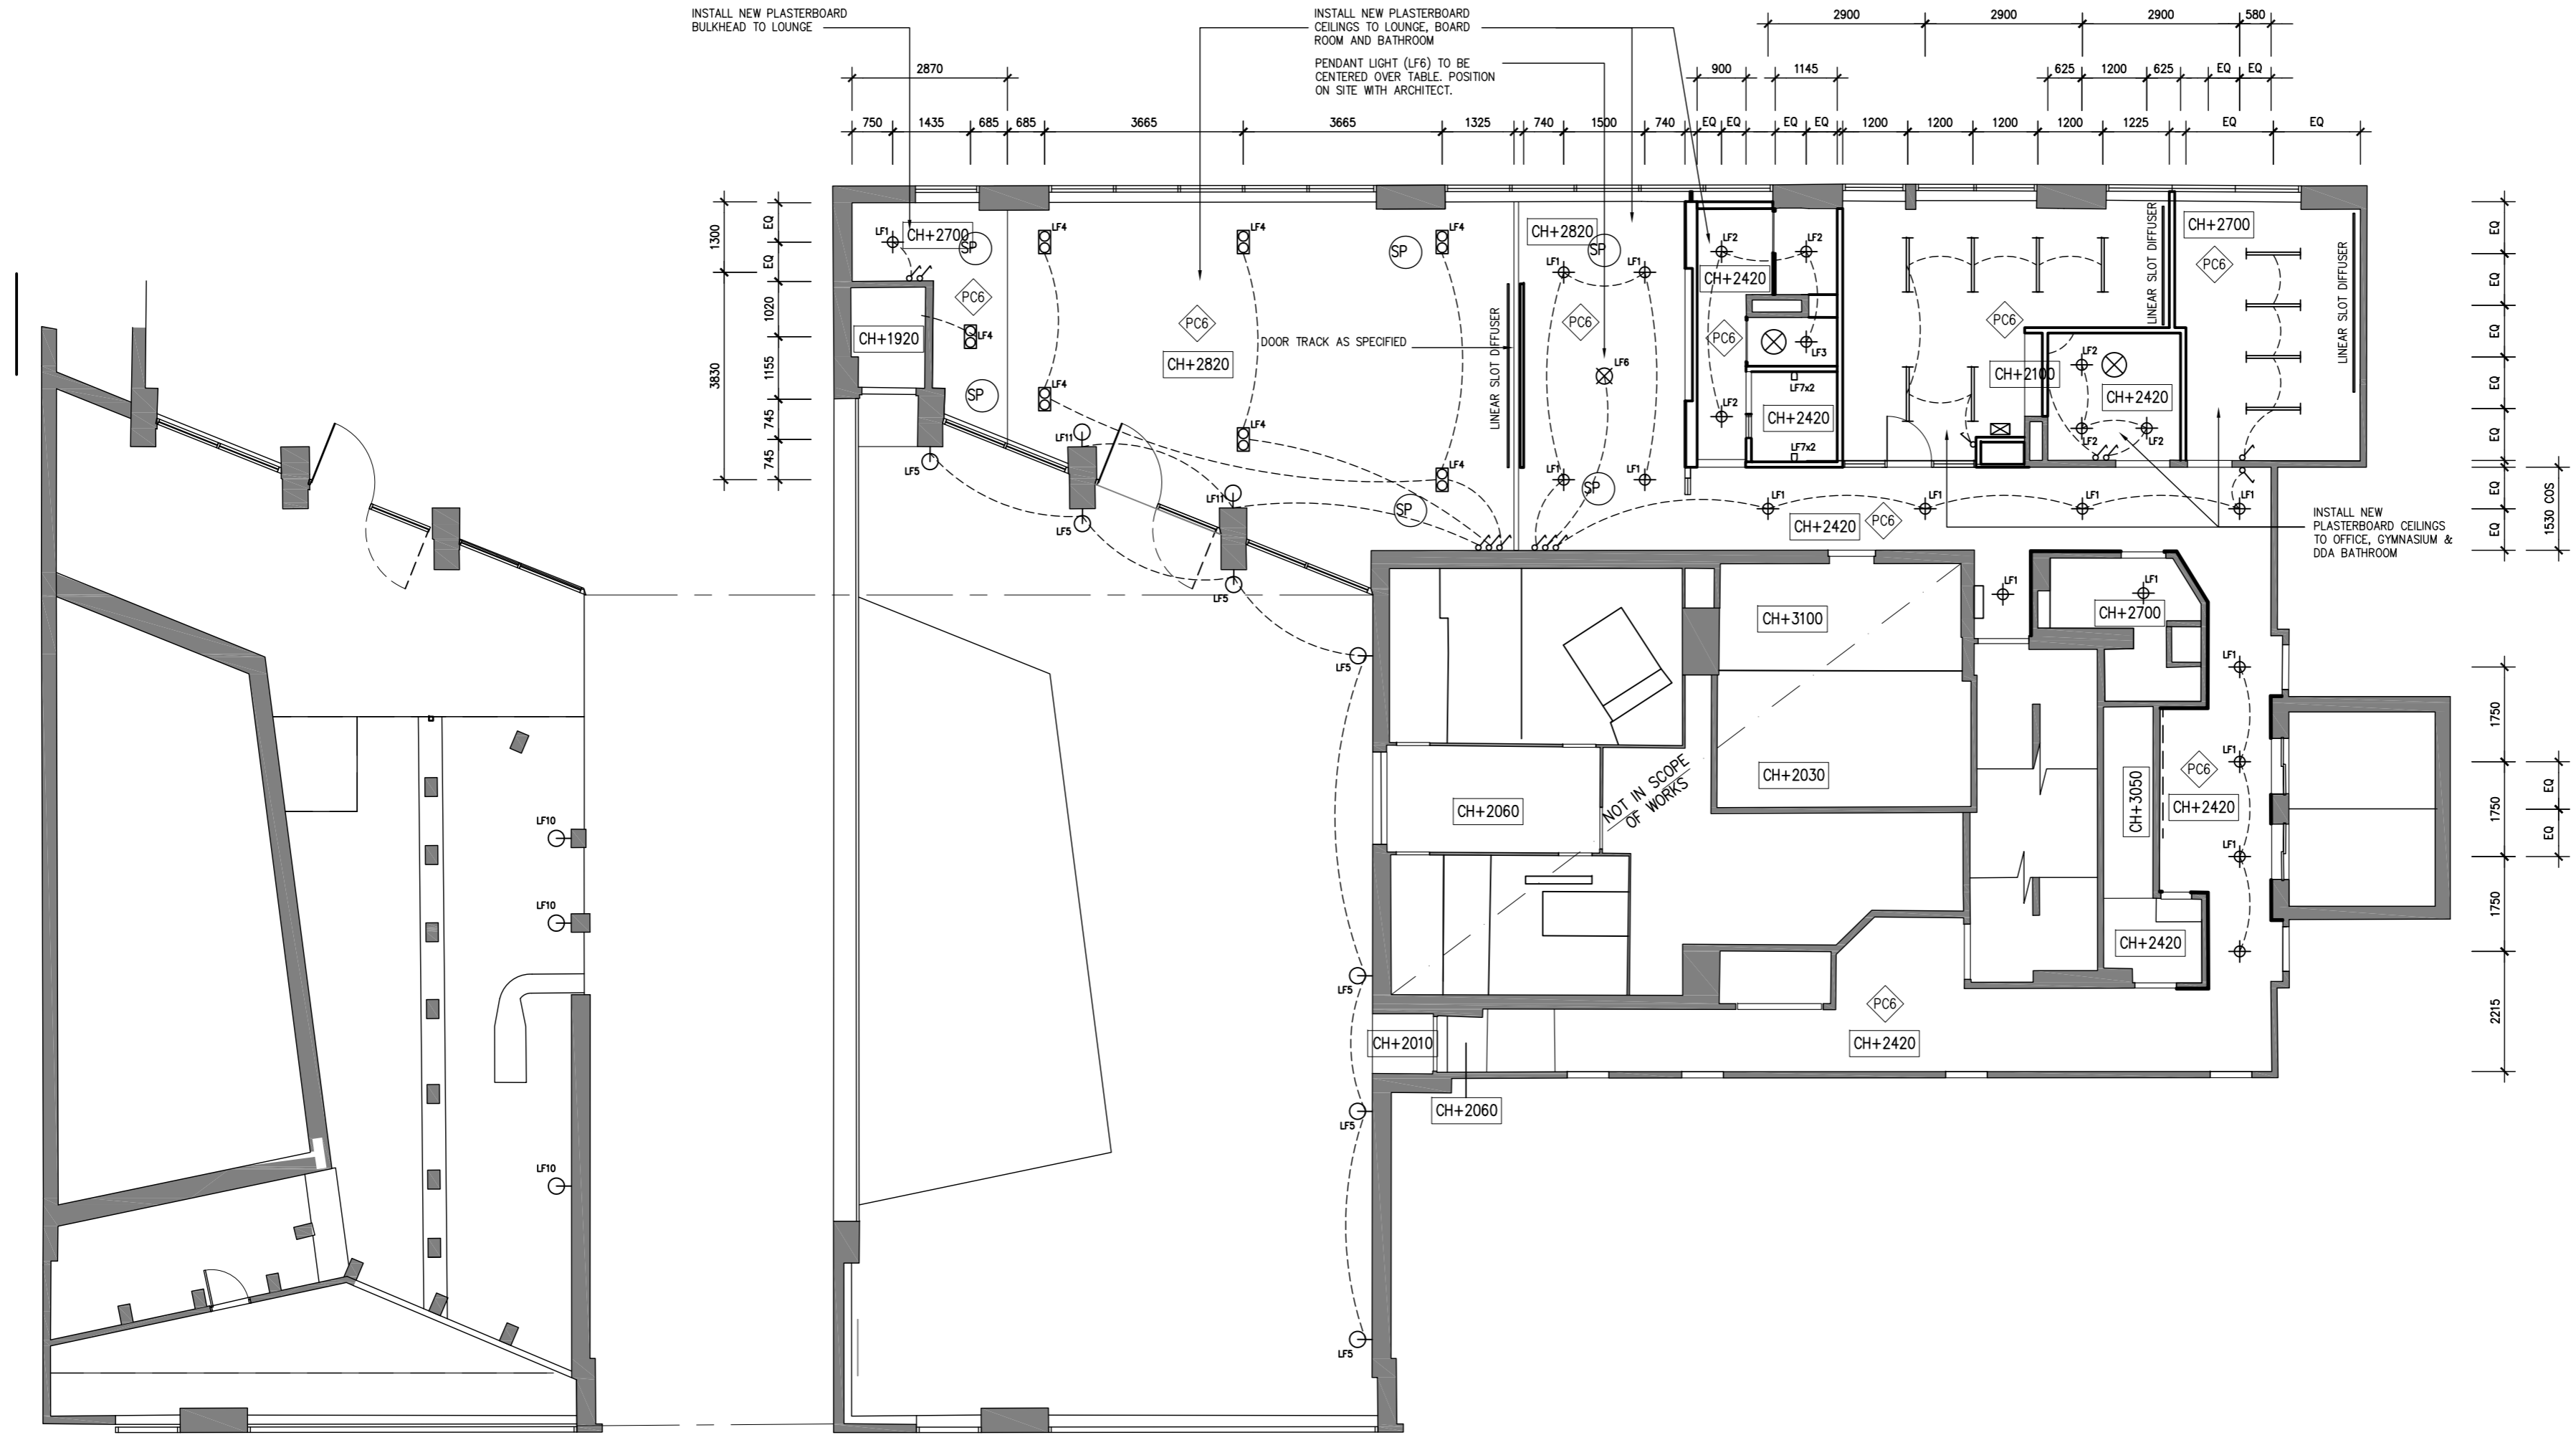 INSTALL NEW PLASTERBOARD
BULKHEAD TO LOUNGE
INSTALL NEW PLASTERBOARD
CEILINGS TO LOUNGE, BOARD
ROOM AND BATHROOM
PENDANT LIGHT (LF6) TO BE
CENTERED OVER TABLE. POSITION
ON SITE WITH ARCHITECT.
2900 2900 2900 580
2870 900 1145 625 1200 625 EQ EQ
750 1435 685 685 3665 3665 1325 740 1500 740 EQ EQ EQ EQ 1200 1200 1200 1200 1225 EQ EQ
1300
3830
EQ
EQ
1020
1155
745
745
LF1
CH+2700
SP
PC6
CH+1920
LF4
SP
LF4
LF4
LF4
SP
PC6
CH+2820
LF4
LF4
LF4
SP
DOOR TRACK AS SPECIFIED
LINEAR SLOT DIFFUSER
CH+2820
SP
LF1
LF1
PC6
LF6
LF1
LF1
SP
LF2
LF2
CH+2420
PC6
LF3
LF7x2
CH+2420
LF2
LF7x2
PC6
CH+2100
LINEAR SLOT DIFFUSER
LF2
CH+2420
LF2
LF2
CH+2700
PC6
LINEAR SLOT DIFFUSER
EQ
EQ
EQ
EQ
EQ
EQ
EQ
1530 COS
INSTALL NEW
PLASTERBOARD CEILINGS
TO OFFICE, GYMNASIUM &
DDA BATHROOM
LF1
LF1
LF1
LF1
CH+2420
PC6
LF11
LF11
LF5
LF5
LF5
LF5
LF5
LF5
LF5
LF10
LF10
LF10
CH+3100
CH+2030
CH+2060
NOT IN SCOPE
OF WORKS
LF1
LF1
CH+2700
LF1
LF1
LF1
PC6
CH+2420
CH+3050
CH+2420
1750
1750
1750
2215
EQ
EQ
PC6
CH+2420
CH+2010
CH+2060